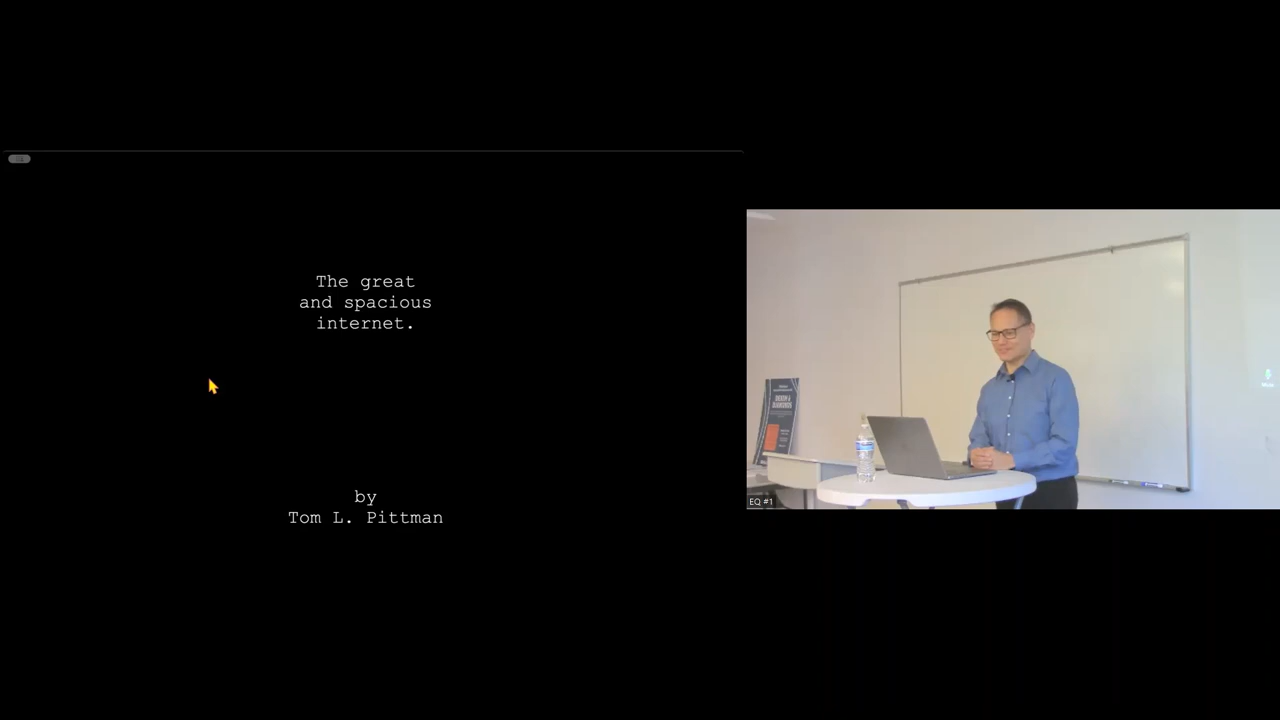 The great
and spacious
internet.
by
Tom L. Pittman
EQ #1